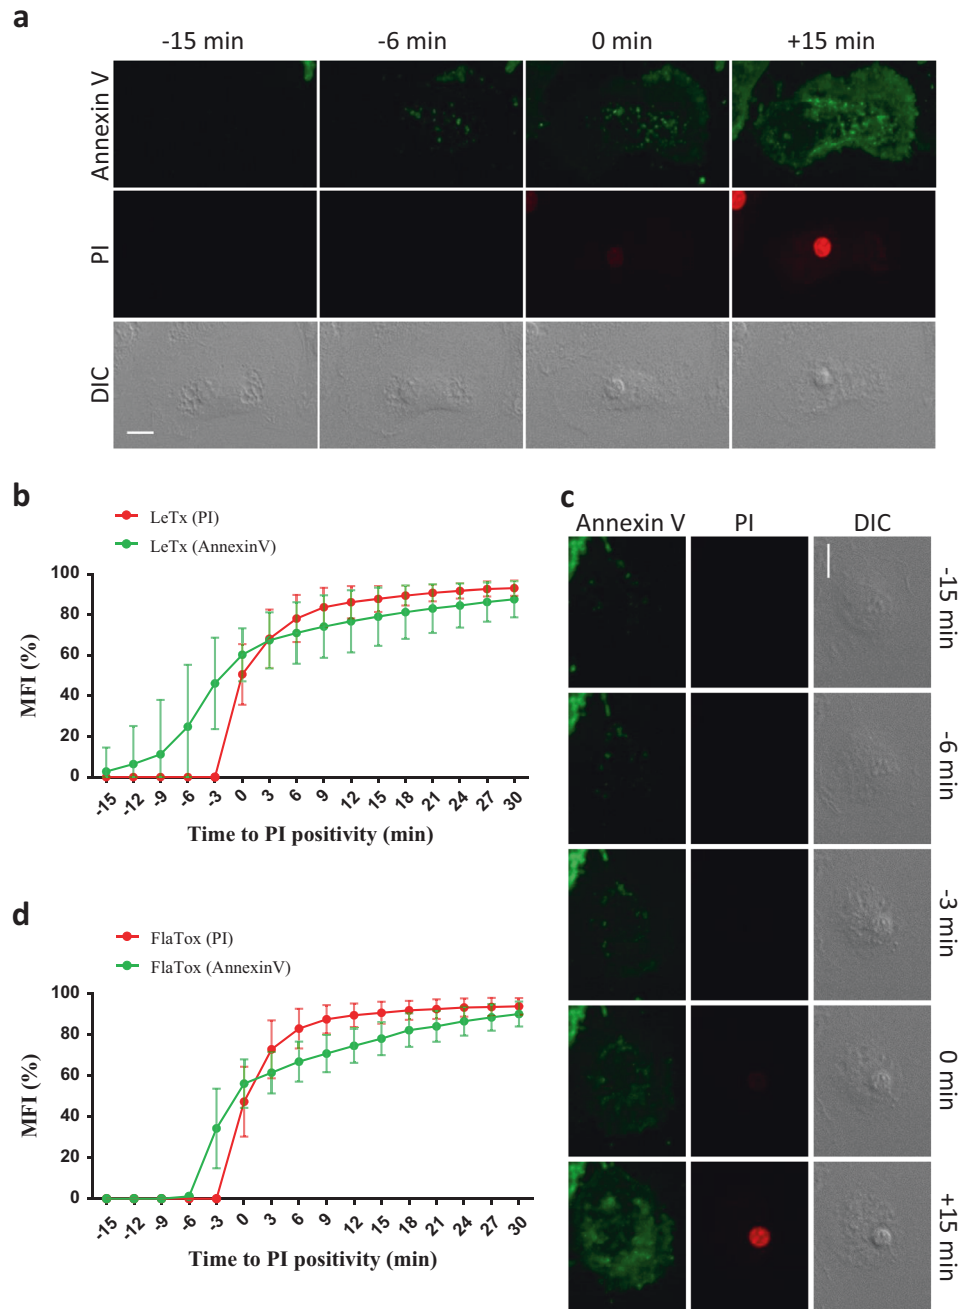 a
-15 min -6 min 0 min +15 min
Annexin V
PI
DIC
b
LeTx (PI)
LeTx (AnnexinV)
MFI (%)
100
80
60
40
20
0
-15 -12 -9 -6 -3 0 3 6 9 12 15 18 21 24 27 30
Time to PI positivity (min)
c
Annexin V PI DIC
-15 min
-6 min
-3 min
0 min
+15 min
d
FlaTox (PI)
FlaTox (AnnexinV)
MFI (%)
100
80
60
40
20
0
-15 -12 -9 -6 -3 0 3 6 9 12 15 18 21 24 27 30
Time to PI positivity (min)